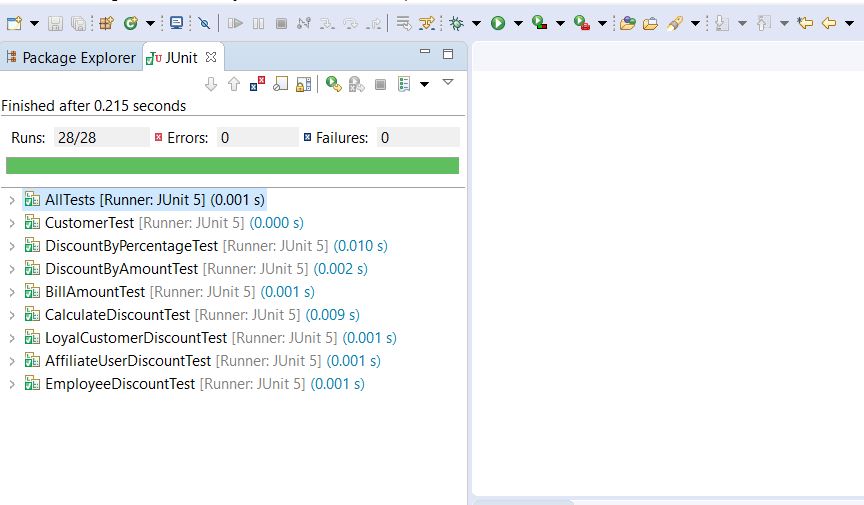 Package Explorer JUnit
Finished after 0.215 seconds
Runs: 28/28 Errors: 0 Failures: 0
AllTests [Runner: JUnit 5] (0.001 s)
CustomerTest [Runner: JUnit 5] (0.000 s)
DiscountByPercentageTest [Runner: JUnit 5] (0.010 s)
DiscountByAmountTest [Runner: JUnit 5] (0.002 s)
BillAmountTest [Runner: JUnit 5] (0.001 s)
CalculateDiscountTest [Runner: JUnit 5] (0.009 s)
LoyalCustomerDiscountTest [Runner: JUnit 5] (0.001 s)
AffiliateUserDiscountTest [Runner: JUnit 5] (0.001 s)
EmployeeDiscountTest [Runner: JUnit 5] (0.001 s)